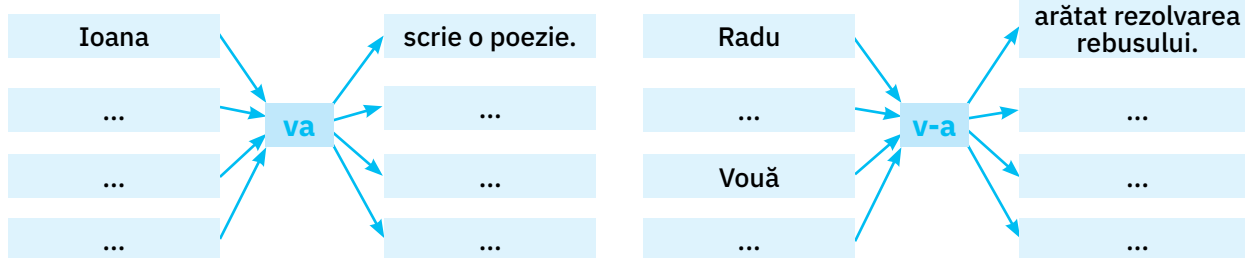 Ioana
...
...
...
va
scrie o poezie.
...
...
...
Radu
...
Vouă
...
v-a
arătat rezolvarea
rebusului.
...
...
...